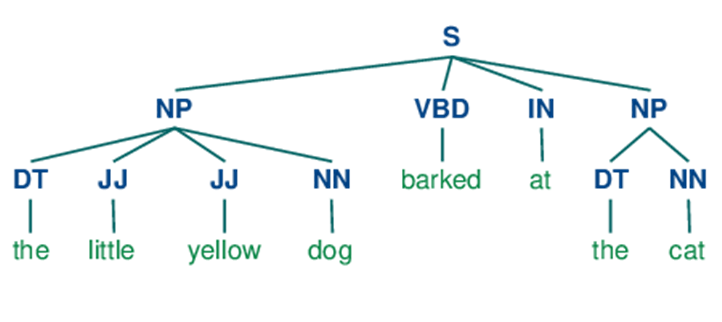 S
NP VBD IN NP
DT JJ JJ NN barked at DT NN
the little yellow dog the cat